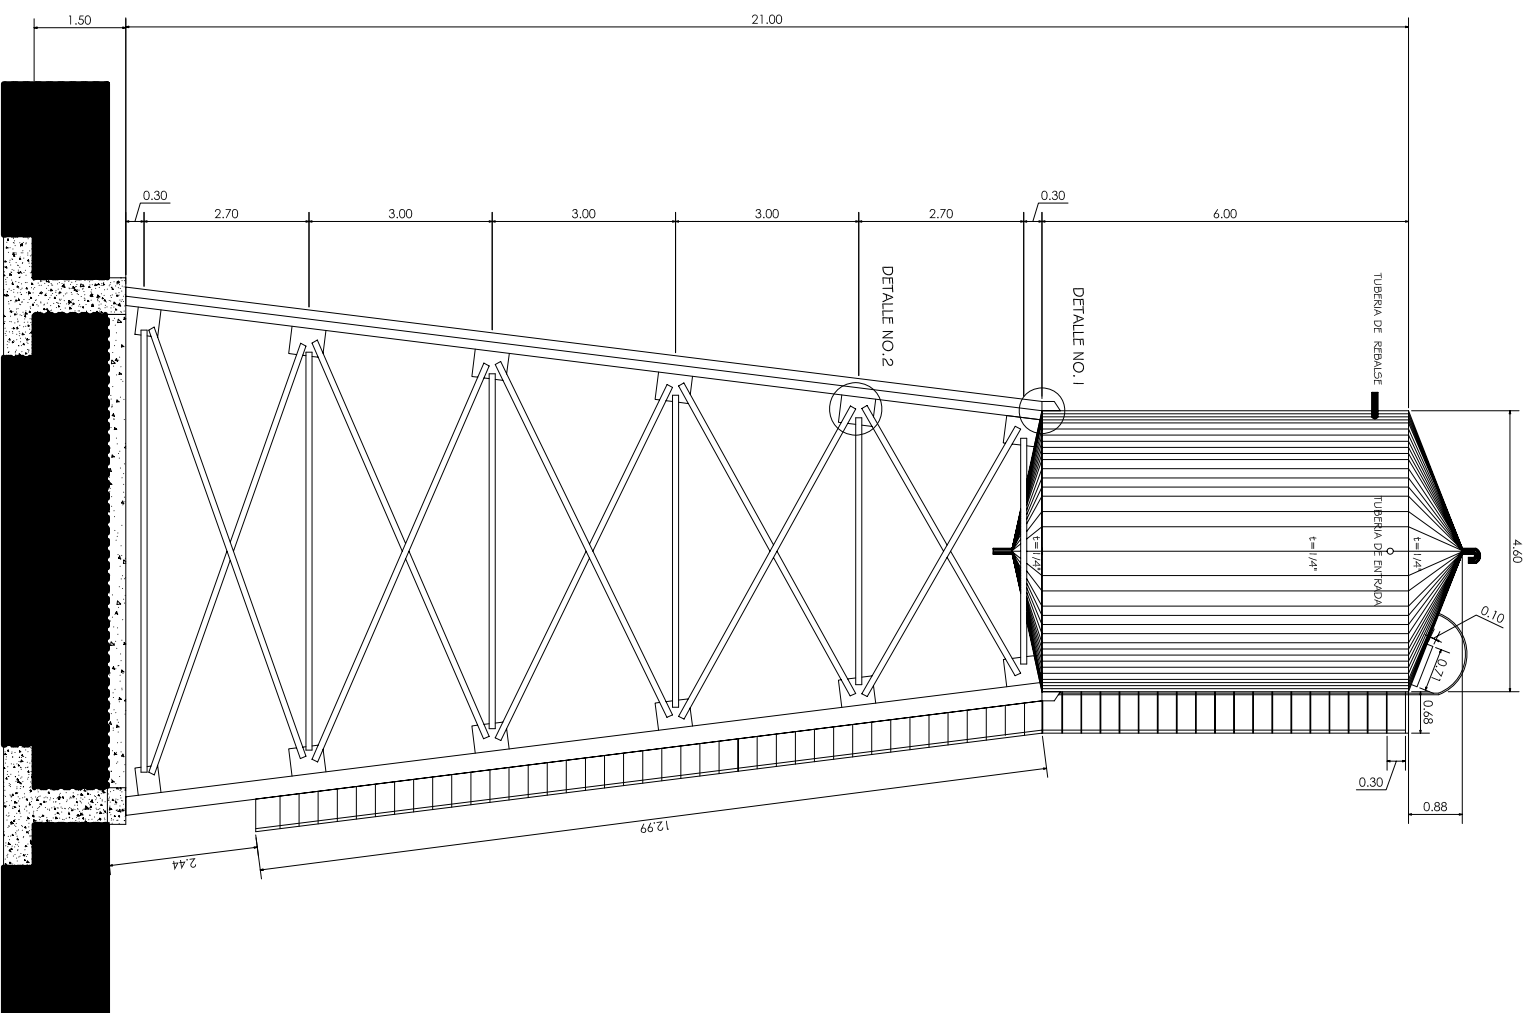 1.50
21.00
0.30
2.70
3.00
3.00
3.00
2.70
0.30
6.00
DETALLE NO.2
DETALLE NO.1
TUBERIA DE REBALSE
TUBERIA DE ENTRADA
t=1/4"
t=1/4"
t=1/4"
4.60
0.10
0.71
0.68
0.30
0.88
12.99
2.44